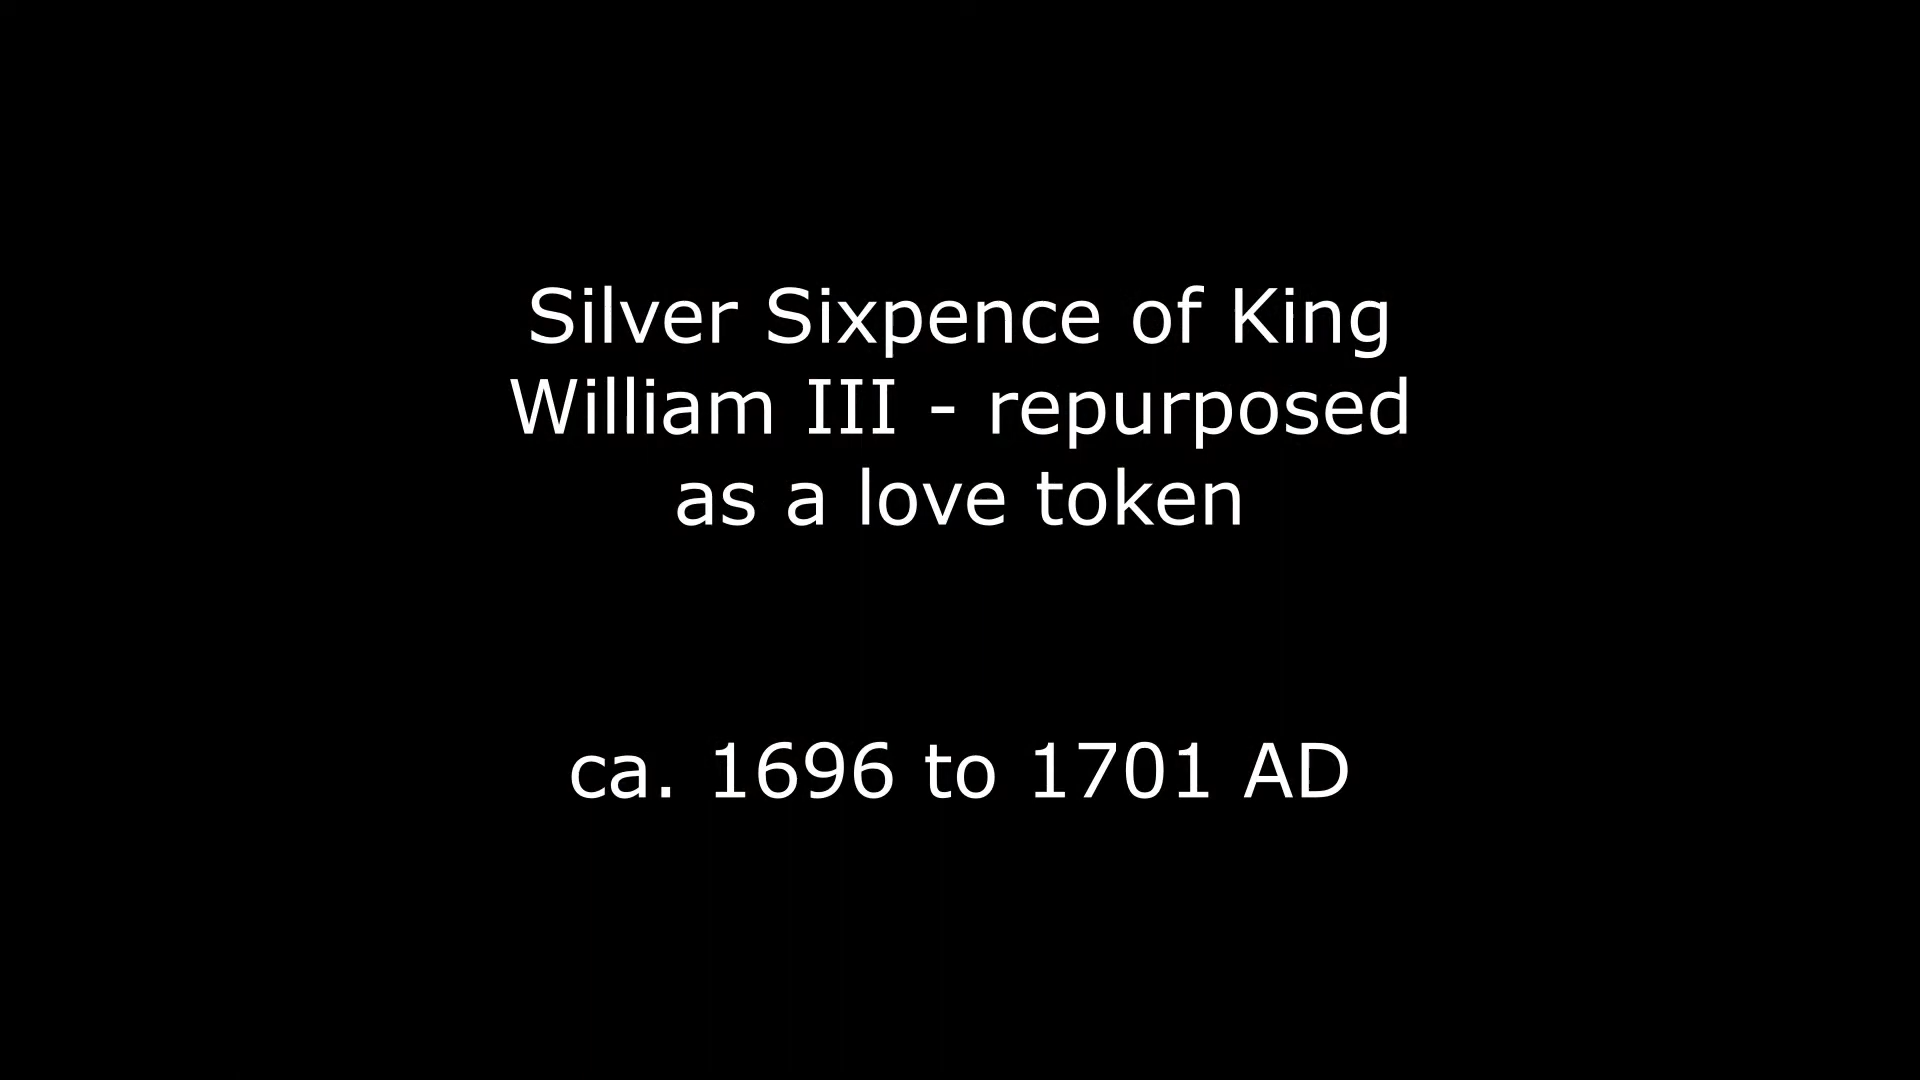 Silver Sixpence of King
William III - repurposed
as a love token
ca. 1696 to 1701 AD